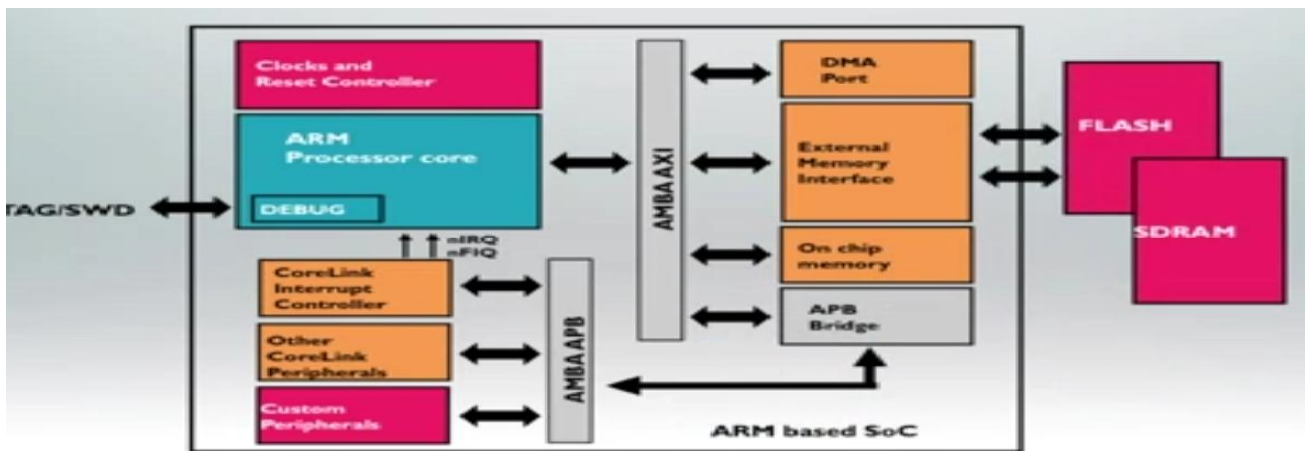 Clocks and
Reset Controller
ARM
Processor core
DEBUG
TAG/SWD
nIRQ
nFIQ
CoreLink
Interrupt
Controller
Other
CoreLink
Peripherals
Custom
Peripherals
AMBA APB
AMBA AXI
DMA
Port
External
Memory
Interface
On chip
memory
APB
Bridge
FLASH
SDRAM
ARM based SoC